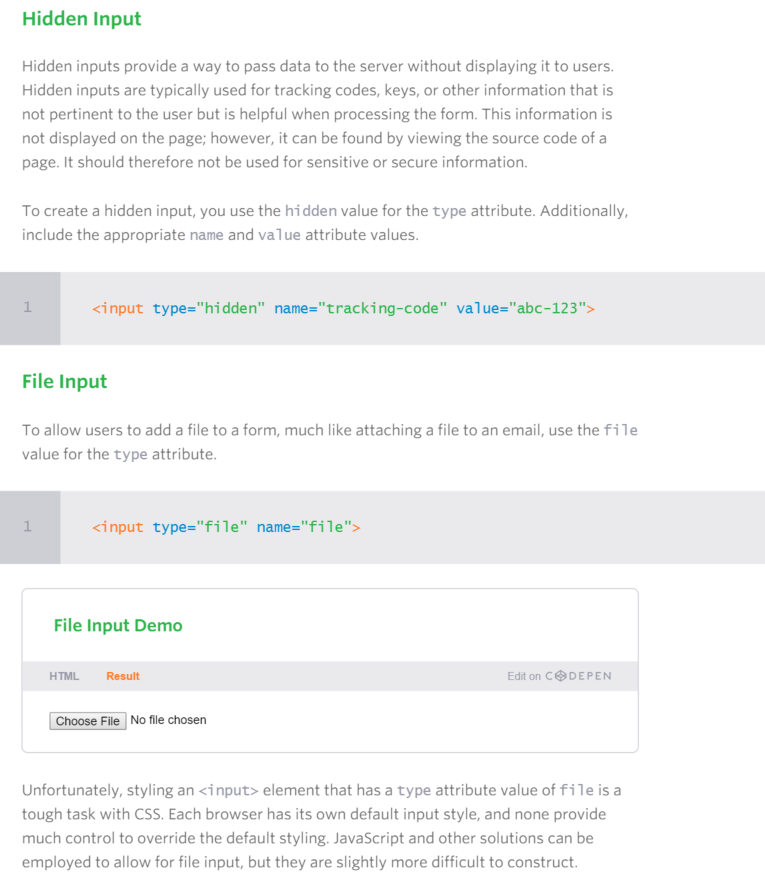 Hidden Input
Hidden inputs provide a way to pass data to the server without displaying it to users.
Hidden inputs are typically used for tracking codes, keys, or other information that is
not pertinent to the user but is helpful when processing the form. This information is
not displayed on the page; however, it can be found by viewing the source code of a
page. It should therefore not be used for sensitive or secure information.
To create a hidden input, you use the hidden value for the type attribute. Additionally,
include the appropriate name and value attribute values.
1 <input type="hidden" name="tracking-code" value="abc-123">
File Input
To allow users to add a file to a form, much like attaching a file to an email, use the file
value for the type attribute.
1 <input type="file" name="file">
File Input Demo
HTML Result Edit on CODEPEN
Choose File No file chosen
Unfortunately, styling an <input> element that has a type attribute value of file is a
tough task with CSS. Each browser has its own default input style, and none provide
much control to override the default styling. JavaScript and other solutions can be
employed to allow for file input, but they are slightly more difficult to construct.